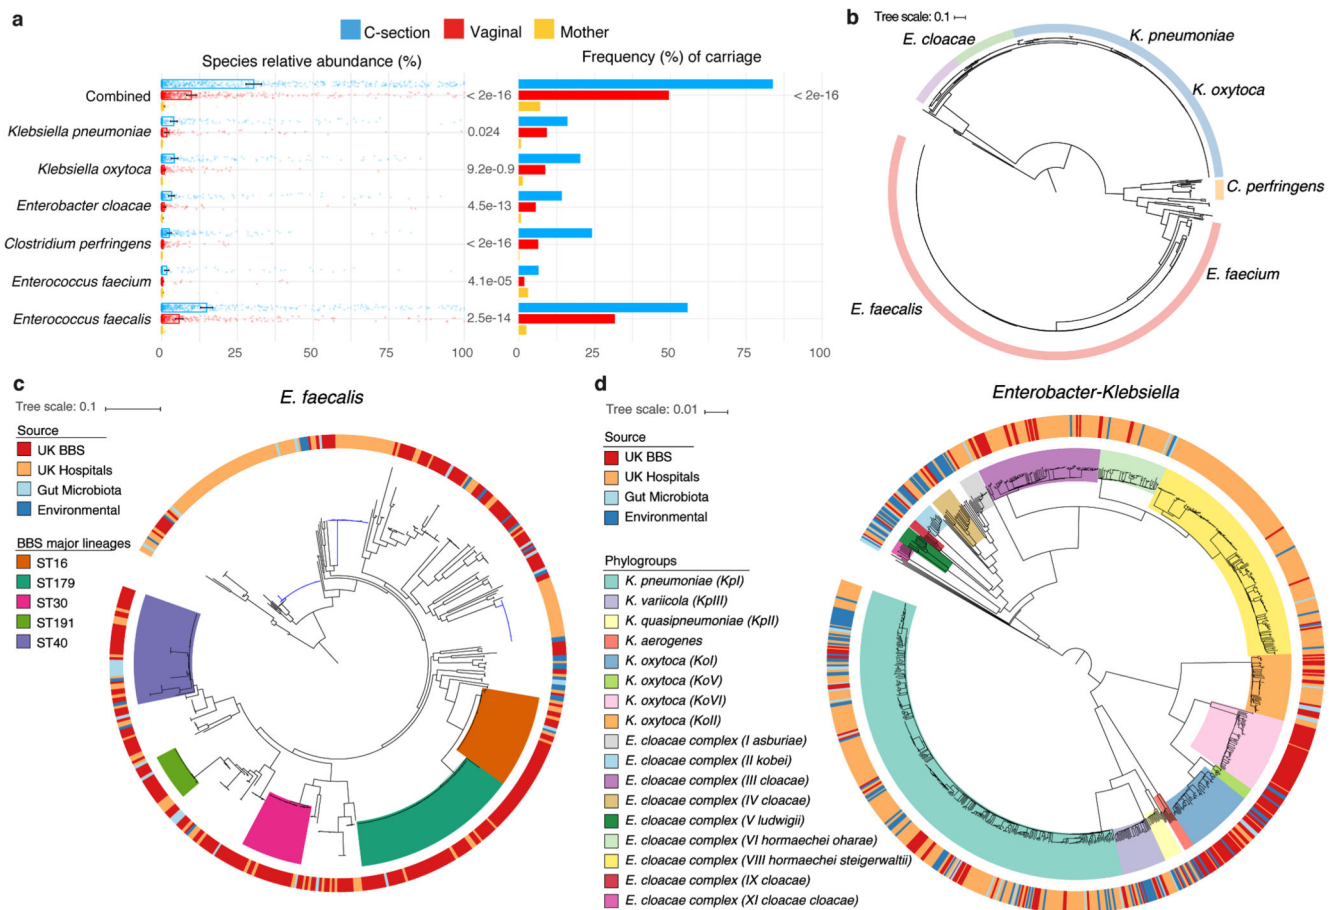 a
C-section Vaginal Mother
Species relative abundance (%) Frequency (%) of carriage
Combined < 2e-16 < 2e-16
Klebsiella pneumoniae 0.024
Klebsiella oxytoca 9.2e-0.9
Enterobacter cloacae 4.5e-13
Clostridium perfringens < 2e-16
Enterococcus faecium 4.1e-05
Enterococcus faecalis 2.5e-14
0 25 50 75 100 0 25 50 75 100
b
Tree scale: 0.1
E. cloacae
K. pneumoniae
K. oxytoca
C. perfringens
E. faecium
E. faecalis
c
E. faecalis
Tree scale: 0.1
Source
UK BBS
UK Hospitals
Gut Microbiota
Environmental
BBS major lineages
ST16
ST179
ST30
ST191
ST40
d
Enterobacter-Klebsiella
Tree scale: 0.01
Source
UK BBS
UK Hospitals
Gut Microbiota
Environmental
Phylogroups
K. pneumoniae (KpI)
K. variicola (KpIII)
K. quasipneumoniae (KpII)
K. aerogenes
K. oxytoca (KoI)
K. oxytoca (KoV)
K. oxytoca (KoVI)
K. oxytoca (KoII)
E. cloacae complex (I asburiae)
E. cloacae complex (II kobei)
E. cloacae complex (III cloacae)
E. cloacae complex (IV cloacae)
E. cloacae complex (V ludwigii)
E. cloacae complex (VI hormaechei oharae)
E. cloacae complex (VIII hormaechei steigerwaltii)
E. cloacae complex (IX cloacae)
E. cloacae complex (XI cloacae cloacae)